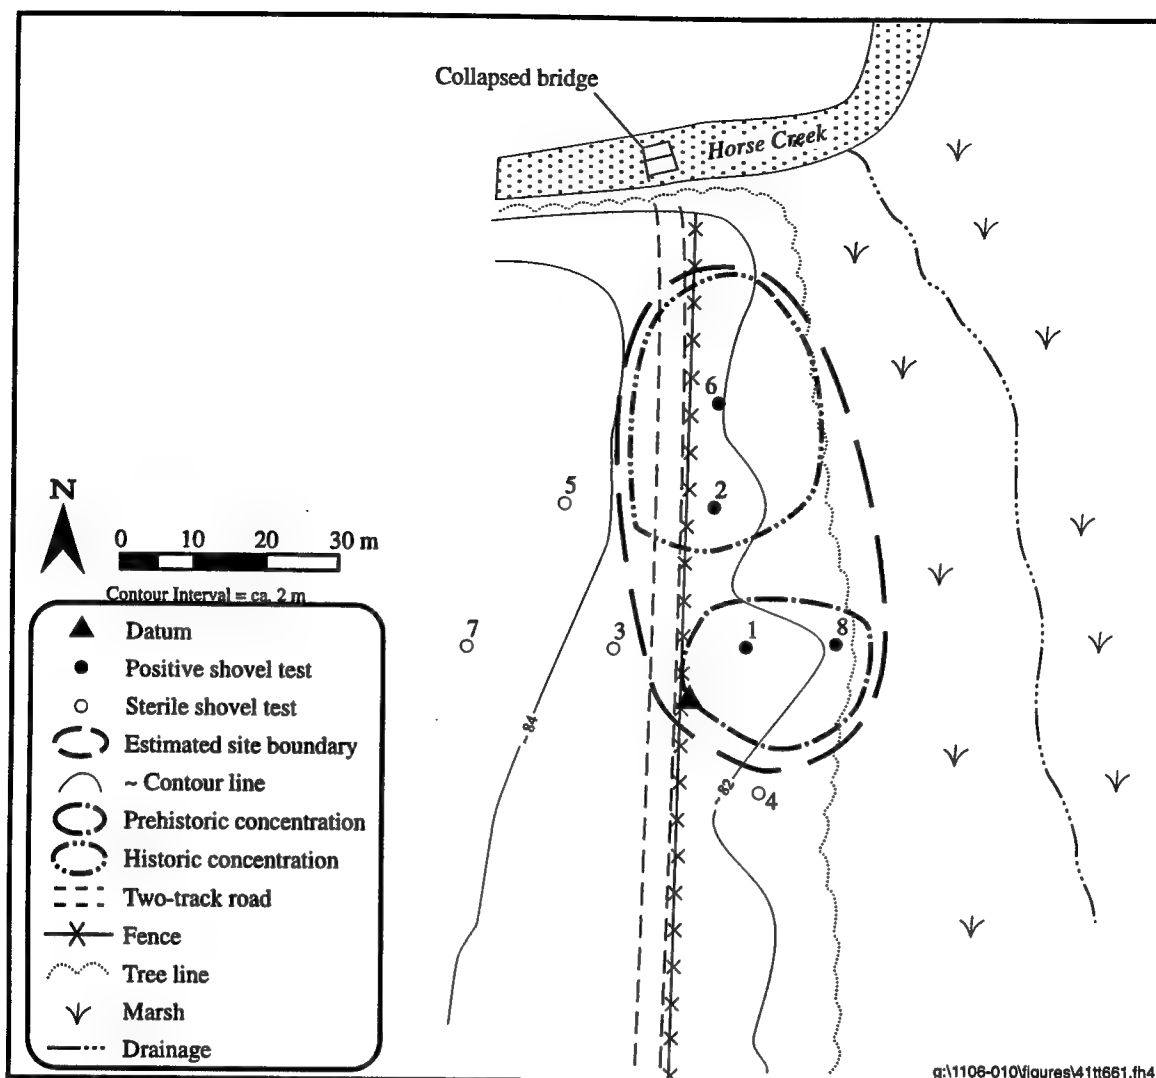 Collapsed bridge
Horse Creek
6
2
5
N
0 10 20 30 m
Contour Interval = ca. 2 m
7
3
1
8
~84
~82
4
Datum
Positive shovel test
Sterile shovel test
Estimated site boundary
~ Contour line
Prehistoric concentration
Historic concentration
Two-track road
Fence
Tree line
Marsh
Drainage
g:\1106-010\figures\41tt661.fh4